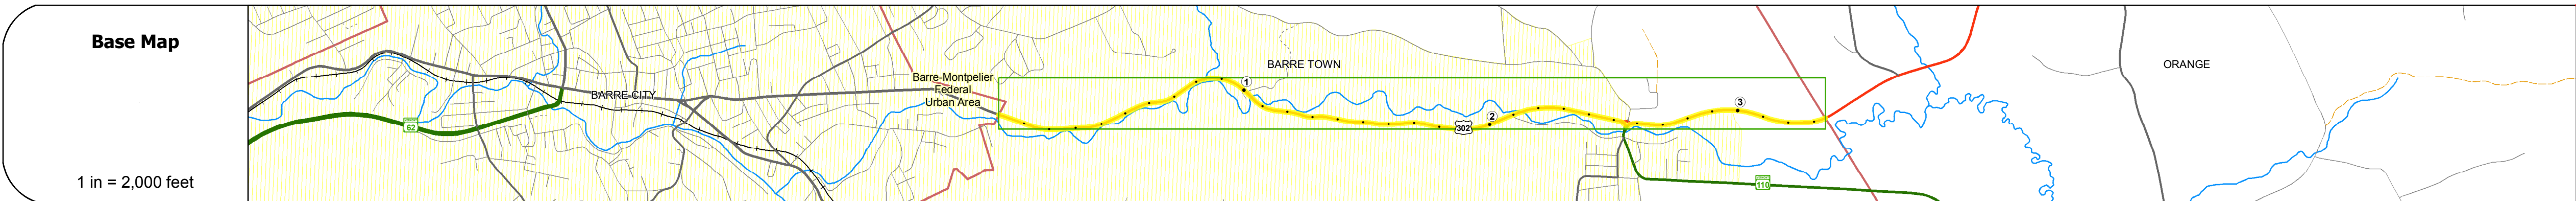 Base Map
1 in = 2,000 feet
62
BARRE CITY
Barre-Montpelier
Federal
Urban Area
1
BARRE TOWN
302
2
3
110
ORANGE